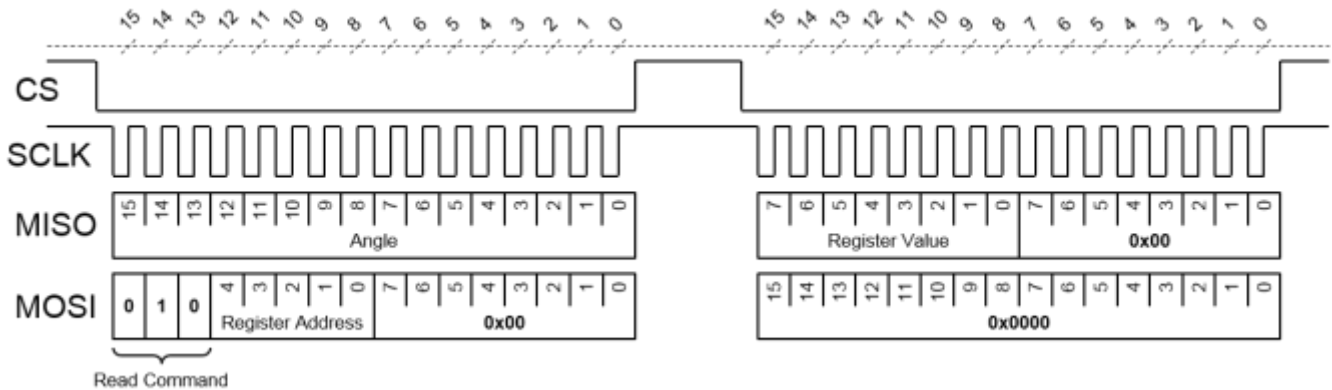 15 14 13 12 11 10 9 8 7 6 5 4 3 2 1 0 15 14 13 12 11 10 9 8 7 6 5 4 3 2 1 0
CS
SCLK
MISO 15 14 13 12 11 10 9 8 7 6 5 4 3 2 1 0 7 6 5 4 3 2 1 0 7 6 5 4 3 2 1 0
Angle Register Value 0x00
MOSI 0 1 0 4 3 2 1 0 7 6 5 4 3 2 1 0 15 14 13 12 11 10 9 8 7 6 5 4 3 2 1 0
Register Address 0x00 0x0000
Read Command